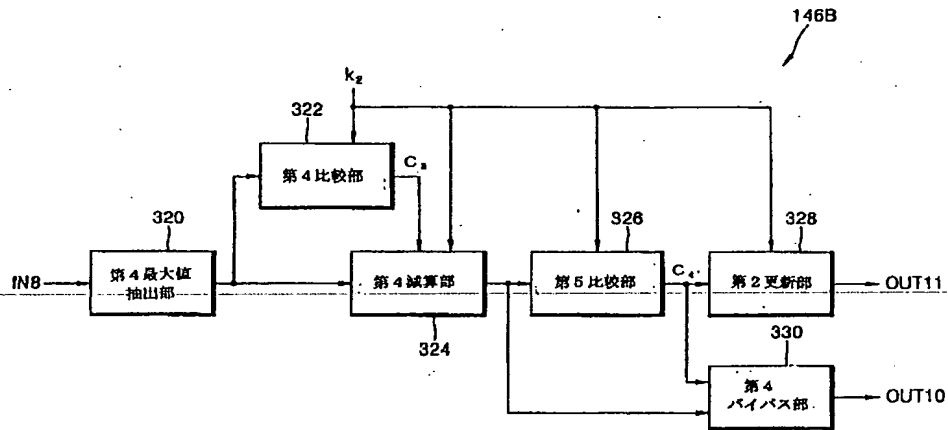 146B
k₂
322
第4比較部
C₃
320
326
328
IN8
第4最大値
抽出部
第4減算部
第5比較部
C₄
第2更新部
OUT11
324
330
第4
バイパス部
OUT10